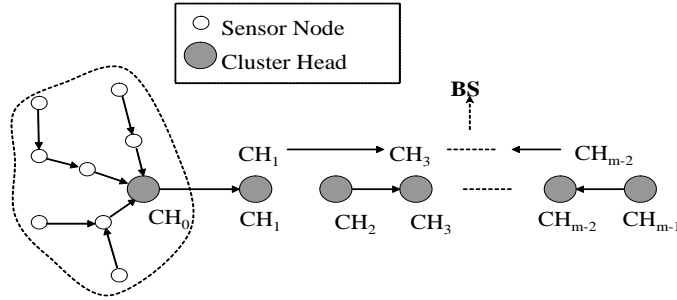 Sensor Node
Cluster Head
BS
CH1 CH3 CHm-2
CH0 CH1 CH2 CH3 CHm-2 CHm-1